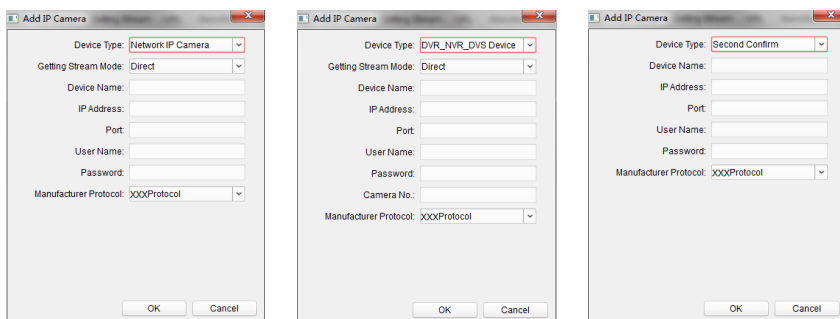 Add IP Camera
Device Type: Network IP Camera
Getting Stream Mode: Direct
Device Name:
IP Address:
Port:
User Name:
Password:
Manufacturer Protocol: XXXProtocol
OK Cancel
Add IP Camera
Device Type: DVR_NVR_DVS Device
Getting Stream Mode: Direct
Device Name:
IP Address:
Port:
User Name:
Password:
Camera No.:
Manufacturer Protocol: XXXProtocol
OK Cancel
Add IP Camera
Device Type: Second Confirm
Device Name:
IP Address:
Port:
User Name:
Password:
Manufacturer Protocol: XXXProtocol
OK Cancel